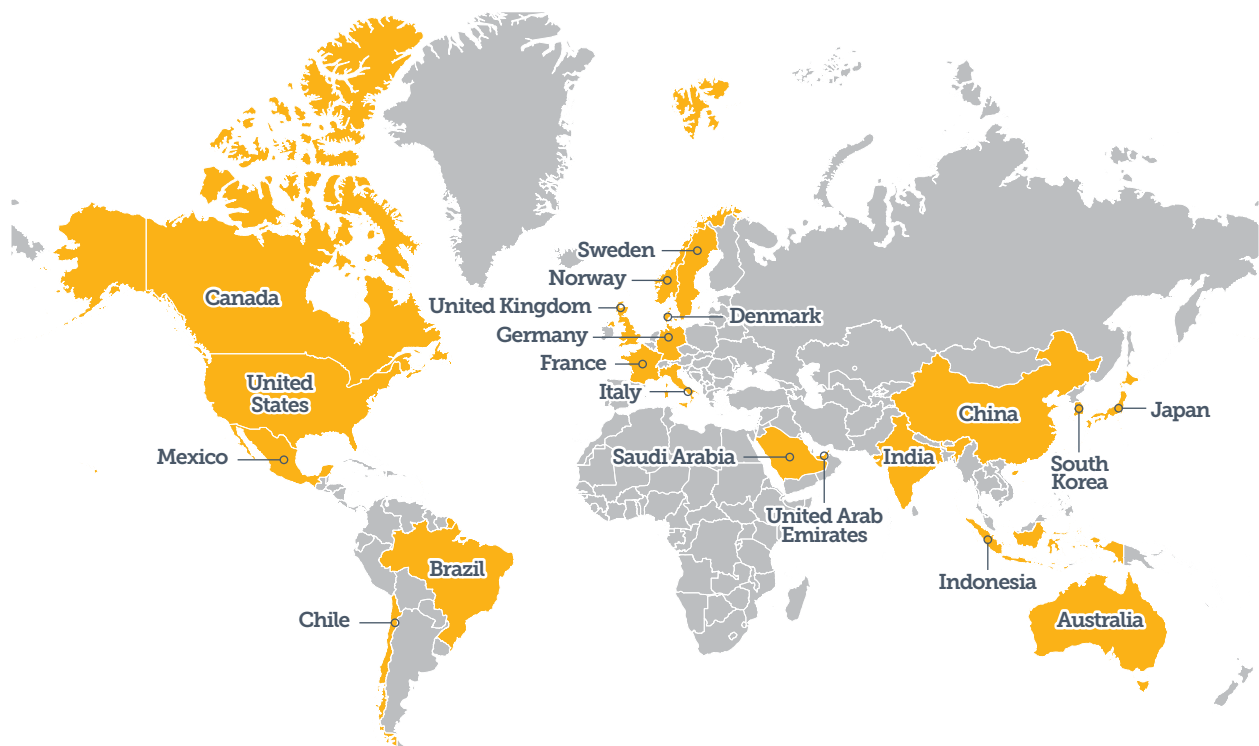 Sweden
Norway
Canada
United Kingdom
Denmark
Germany
France
United
States
Italy
China
Japan
Mexico
Saudi Arabia
India
South
Korea
United Arab
Emirates
Brazil
Indonesia
Chile
Australia